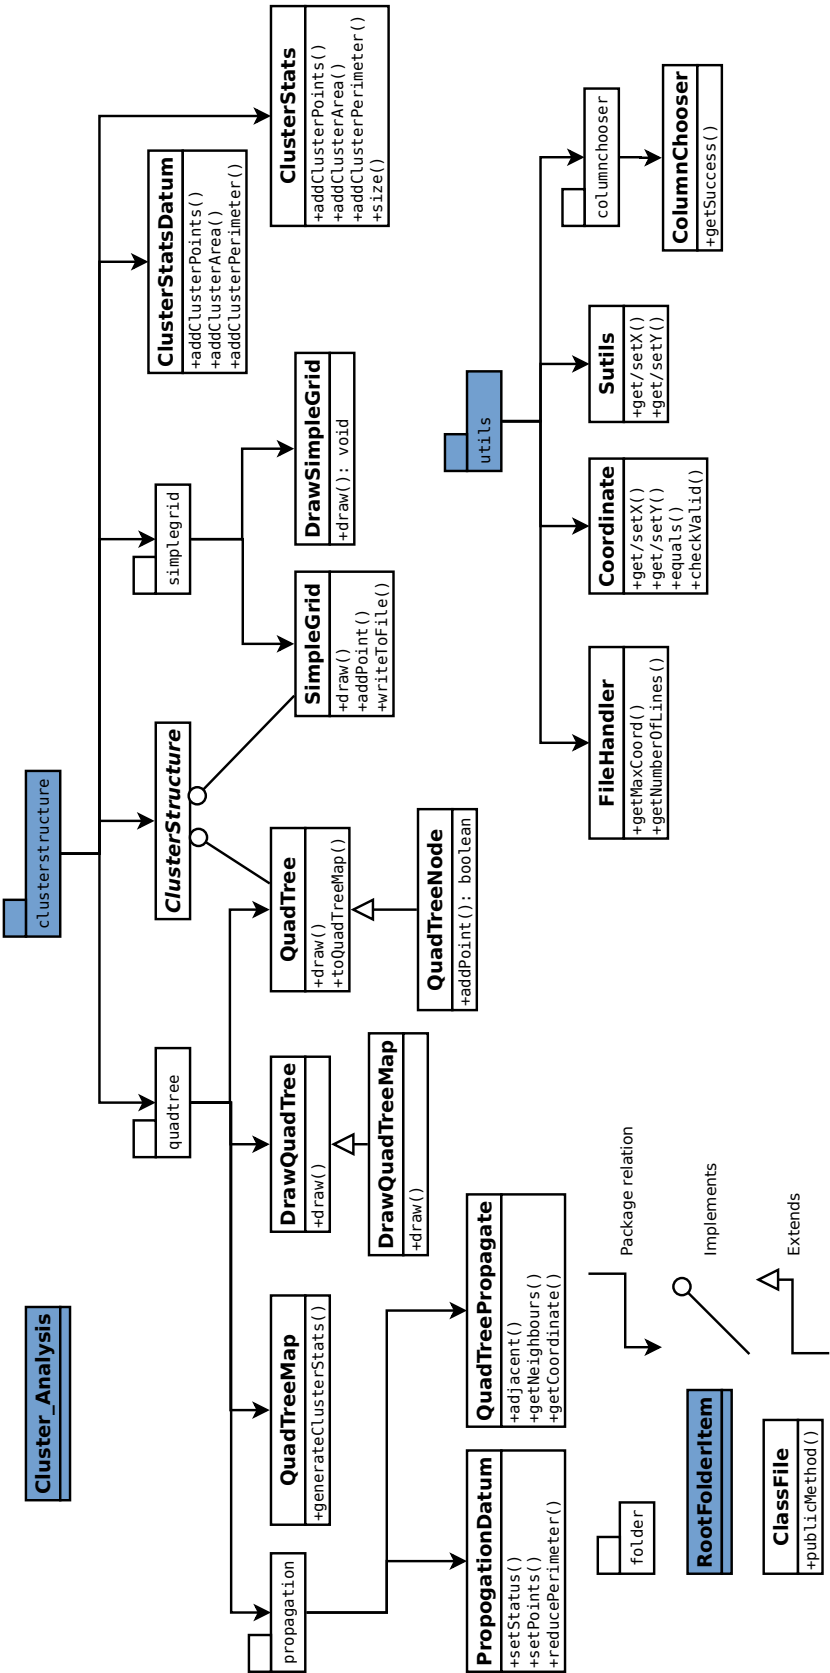 Cluster_Analysis
clusterstructure
quadtree
ClusterStructure
simplegrid
ClusterStatsDatum
+addClusterPoints()
+addClusterArea()
+addClusterPerimeter()
ClusterStats
+addClusterPoints()
+addClusterArea()
+addClusterPerimeter()
+size()
propagation
QuadTreeMap
+generateClusterStats()
DrawQuadTree
+draw()
QuadTree
+draw()
+toQuadTreeMap()
SimpleGrid
+draw()
+addPoint()
+writeToFile()
DrawSimpleGrid
+draw(): void
DrawQuadTreeMap
+draw()
QuadTreeNode
+addPoint(): boolean
PropogationDatum
+setStatus()
+setPoints()
+reducePerimeter()
QuadTreePropagate
+adjacent()
+getNeighbours()
+getCoordinate()
utils
FileHandler
+getMaxCoord()
+getNumberOfLines()
Coordinate
+get/setX()
+get/setY()
+equals()
+checkValid()
Sutils
+get/setX()
+get/setY()
columnchooser
ColumnChooser
+getSuccess()
folder
Package relation
RootFolderItem
Implements
ClassFile
+publicMethod()
Extends